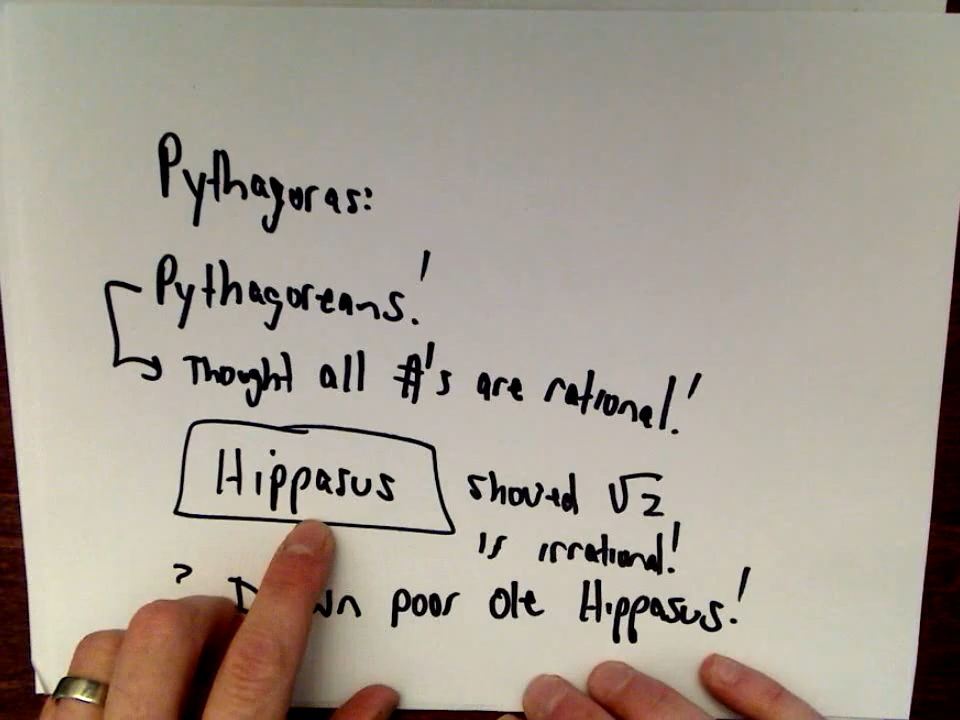 Pythagoras:
Pythagoreans!
Thought all #'s are rational!
Hippasus showed √2
is irrational!
? poor ole Hippasus!